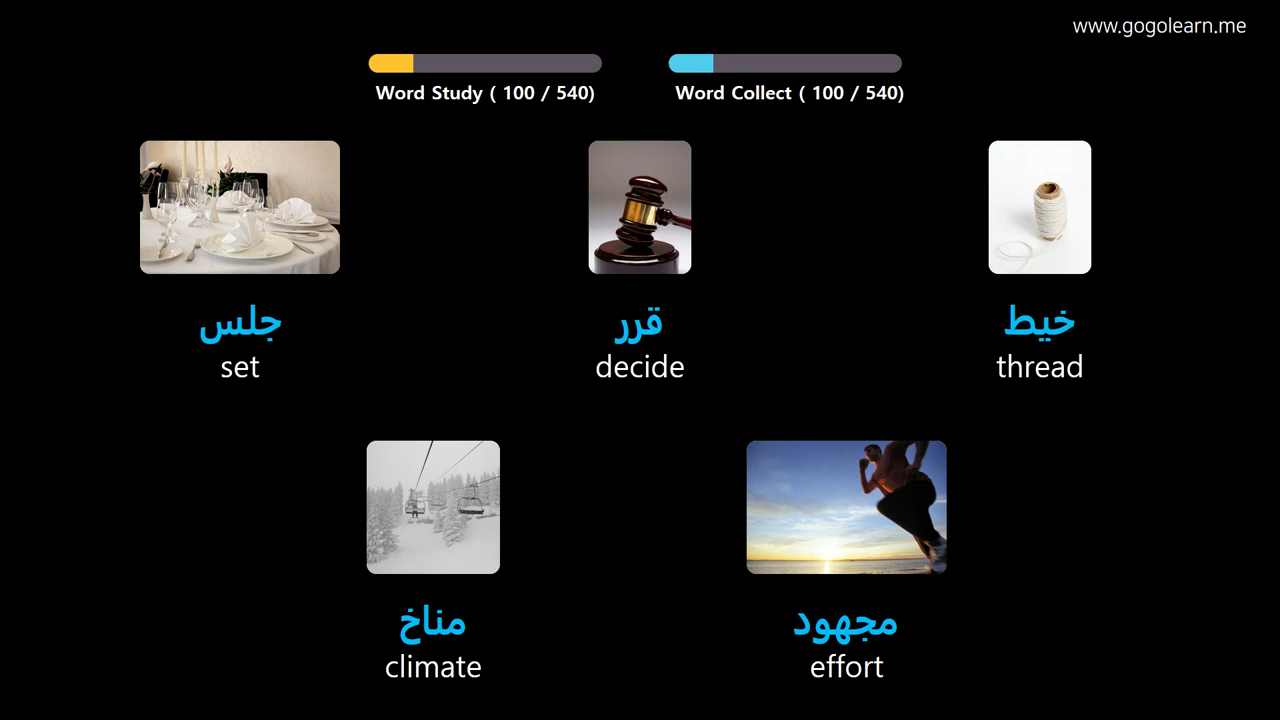 www.gogolearn.me
Word Study ( 100 / 540)
Word Collect ( 100 / 540)
جلس
set
قرر
decide
خيط
thread
مناخ
climate
مجهود
effort